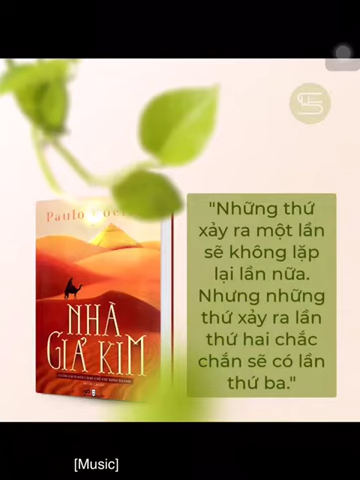 Paulo
NHÀ
GIẢ KIM
"Những thứ
xảy ra một lần
sẽ không lặp
lại lần nữa.
Nhưng những
thứ xảy ra lần
thứ hai chắc
chắn sẽ có lần
thứ ba."
[Music]